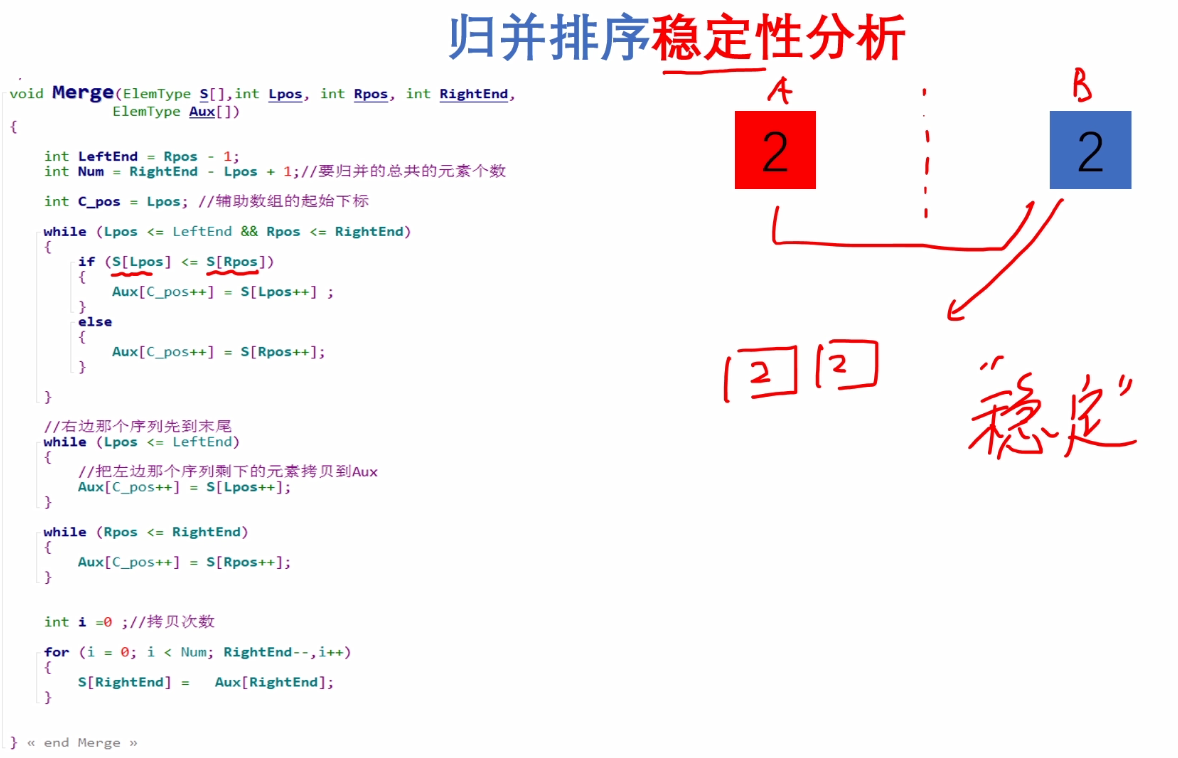 归并排序稳定性分析
void Merge(ElemType S[],int Lpos, int Rpos, int RightEnd,
ElemType Aux[])
{
int LeftEnd = Rpos - 1;
int Num = RightEnd - Lpos + 1;//要归并的总共的元素个数
int C_pos = Lpos; //辅助数组的起始下标
while (Lpos <= LeftEnd && Rpos <= RightEnd)
{
if (S[Lpos] <= S[Rpos])
{
Aux[C_pos++] = S[Lpos++] ;
}
else
{
Aux[C_pos++] = S[Rpos++];
}
}
//右边那个序列先到末尾
while (Lpos <= LeftEnd)
{
//把左边那个序列剩下的元素拷贝到Aux
Aux[C_pos++] = S[Lpos++];
}
while (Rpos <= RightEnd)
{
Aux[C_pos++] = S[Rpos++];
}
int i =0 ;//拷贝次数
for (i = 0; i < Num; RightEnd--,i++)
{
S[RightEnd] = Aux[RightEnd];
}
} « end Merge »
A B
2 2
2 2
"稳定"